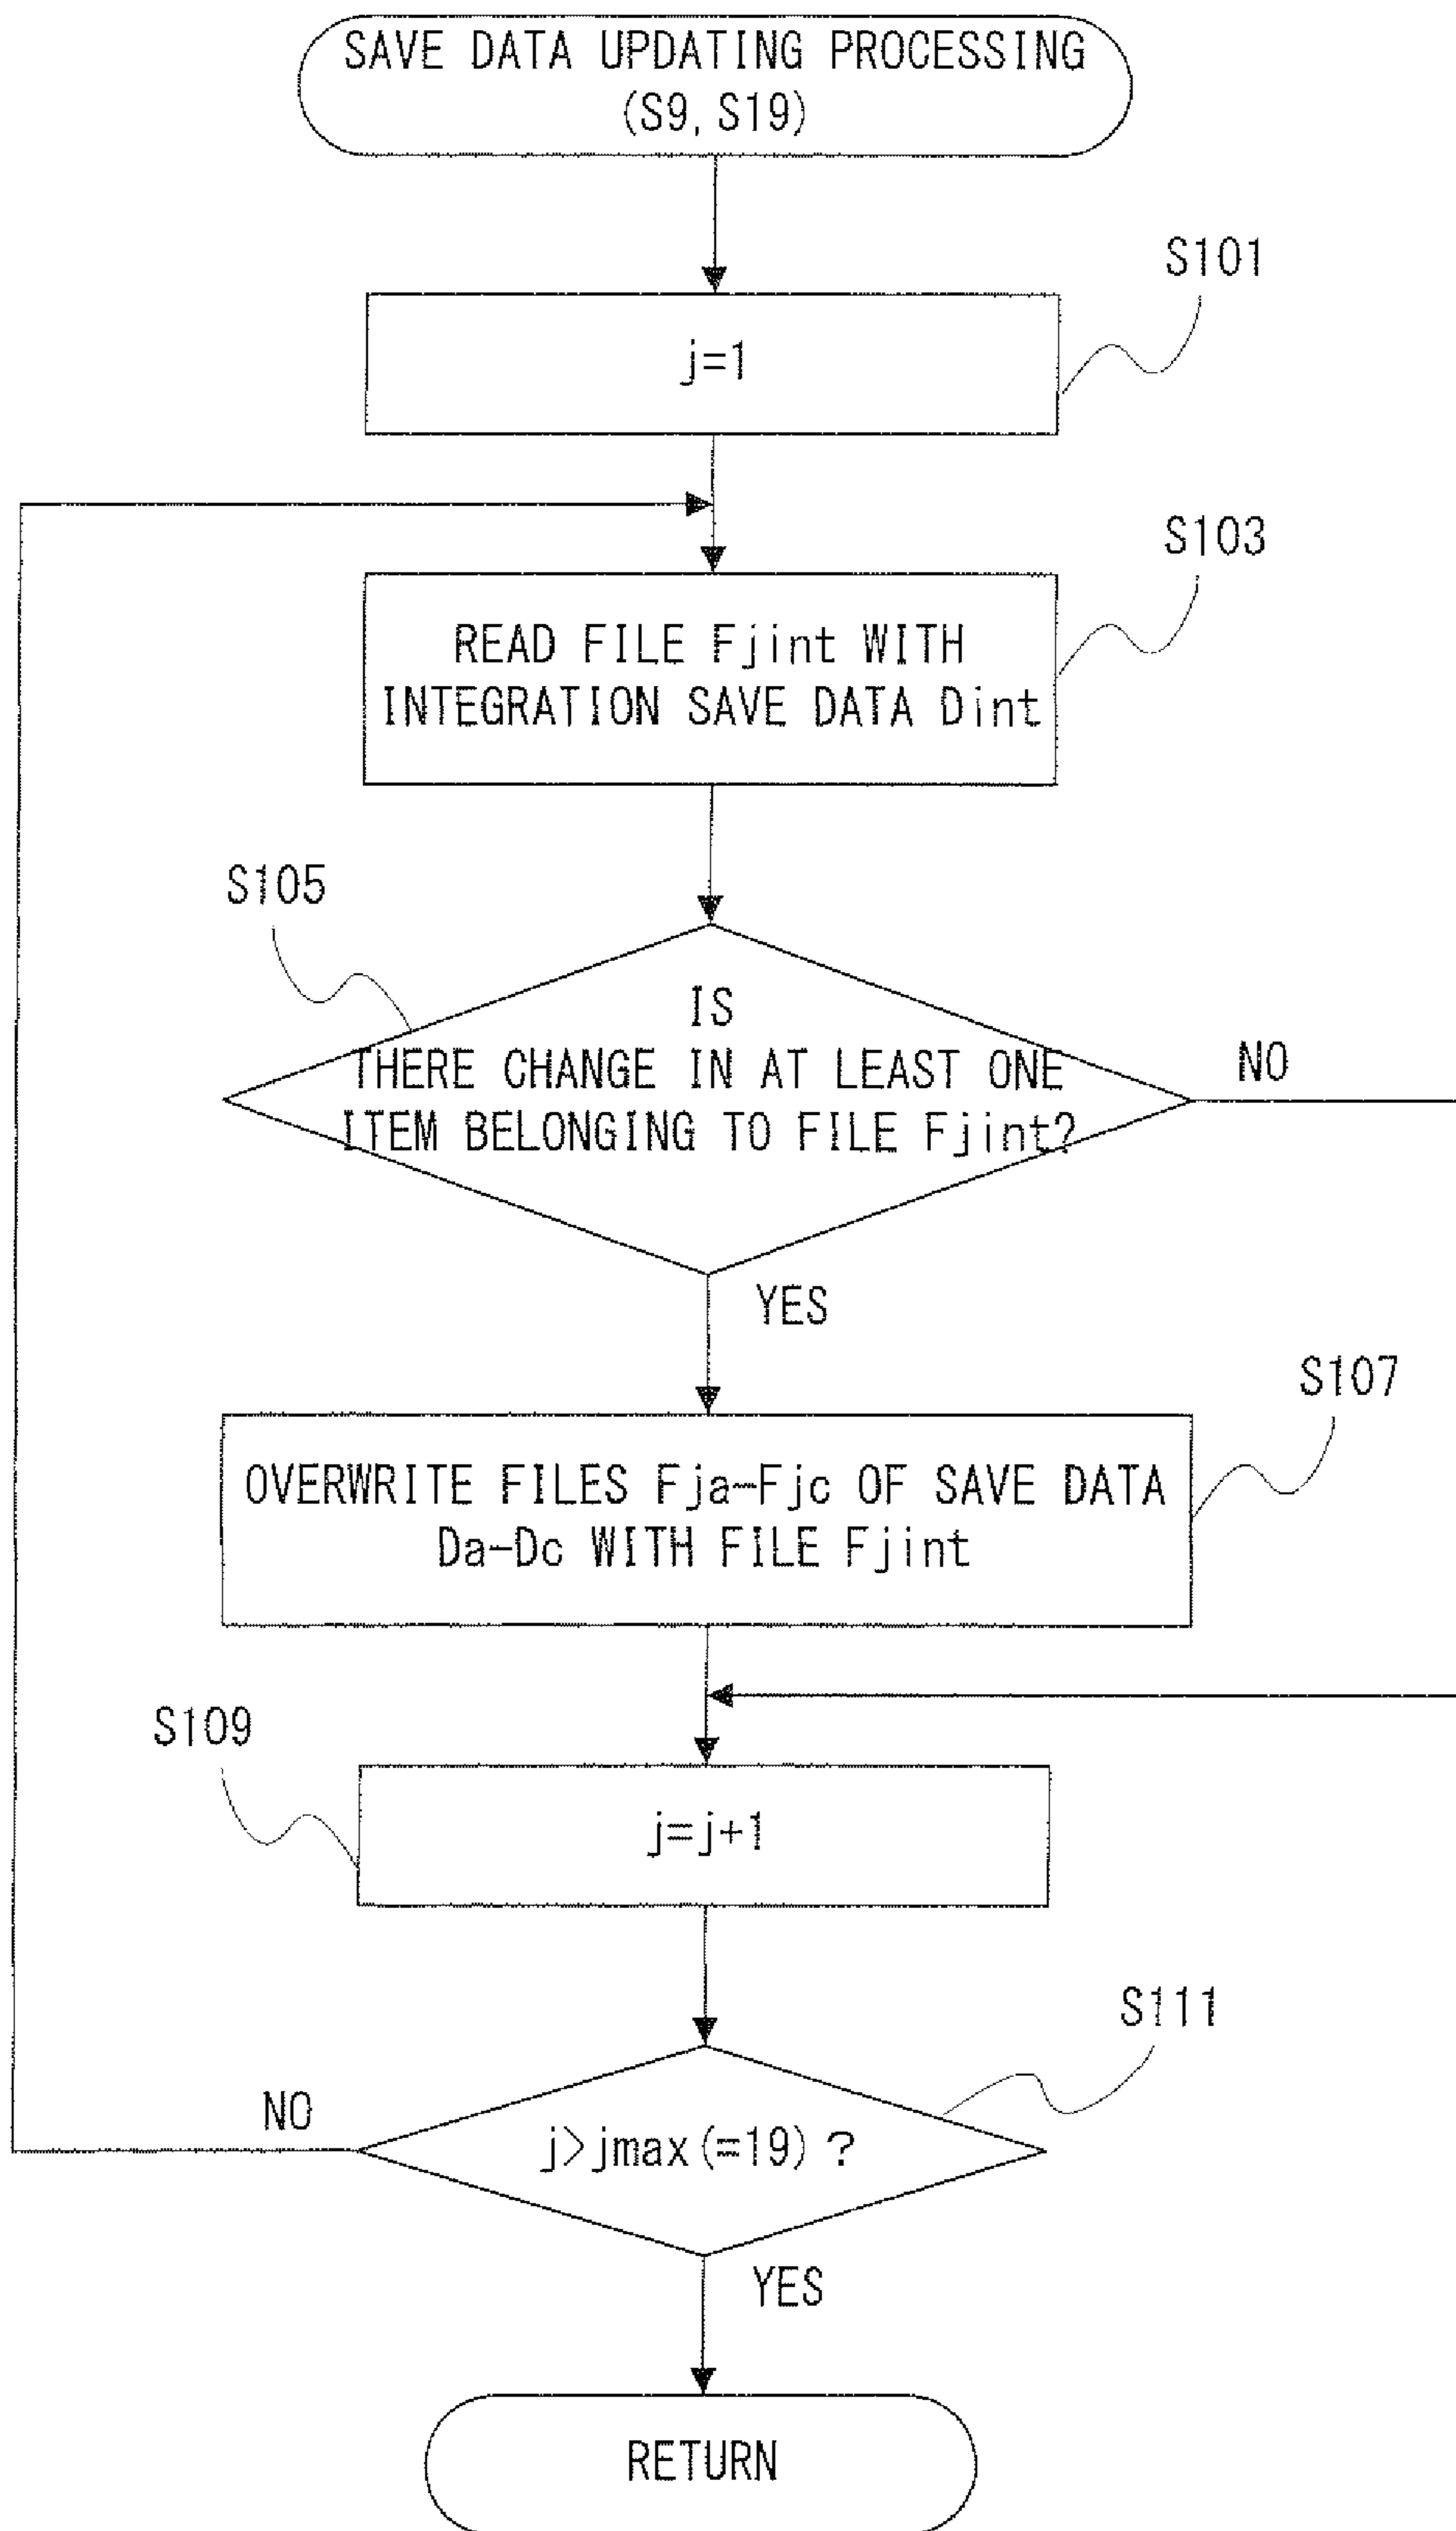 SAVE DATA UPDATING PROCESSING
(S9, S19)
S101
j=1
S103
READ FILE Fjint WITH
INTEGRATION SAVE DATA Dint
S105
IS
THERE CHANGE IN AT LEAST ONE
ITEM BELONGING TO FILE Fjint?
NO
YES
S107
OVERWRITE FILES Fja-Fjc OF SAVE DATA
Da-Dc WITH FILE Fjint
S109
j=j+1
S111
NO
j>jmax(=19) ?
YES
RETURN